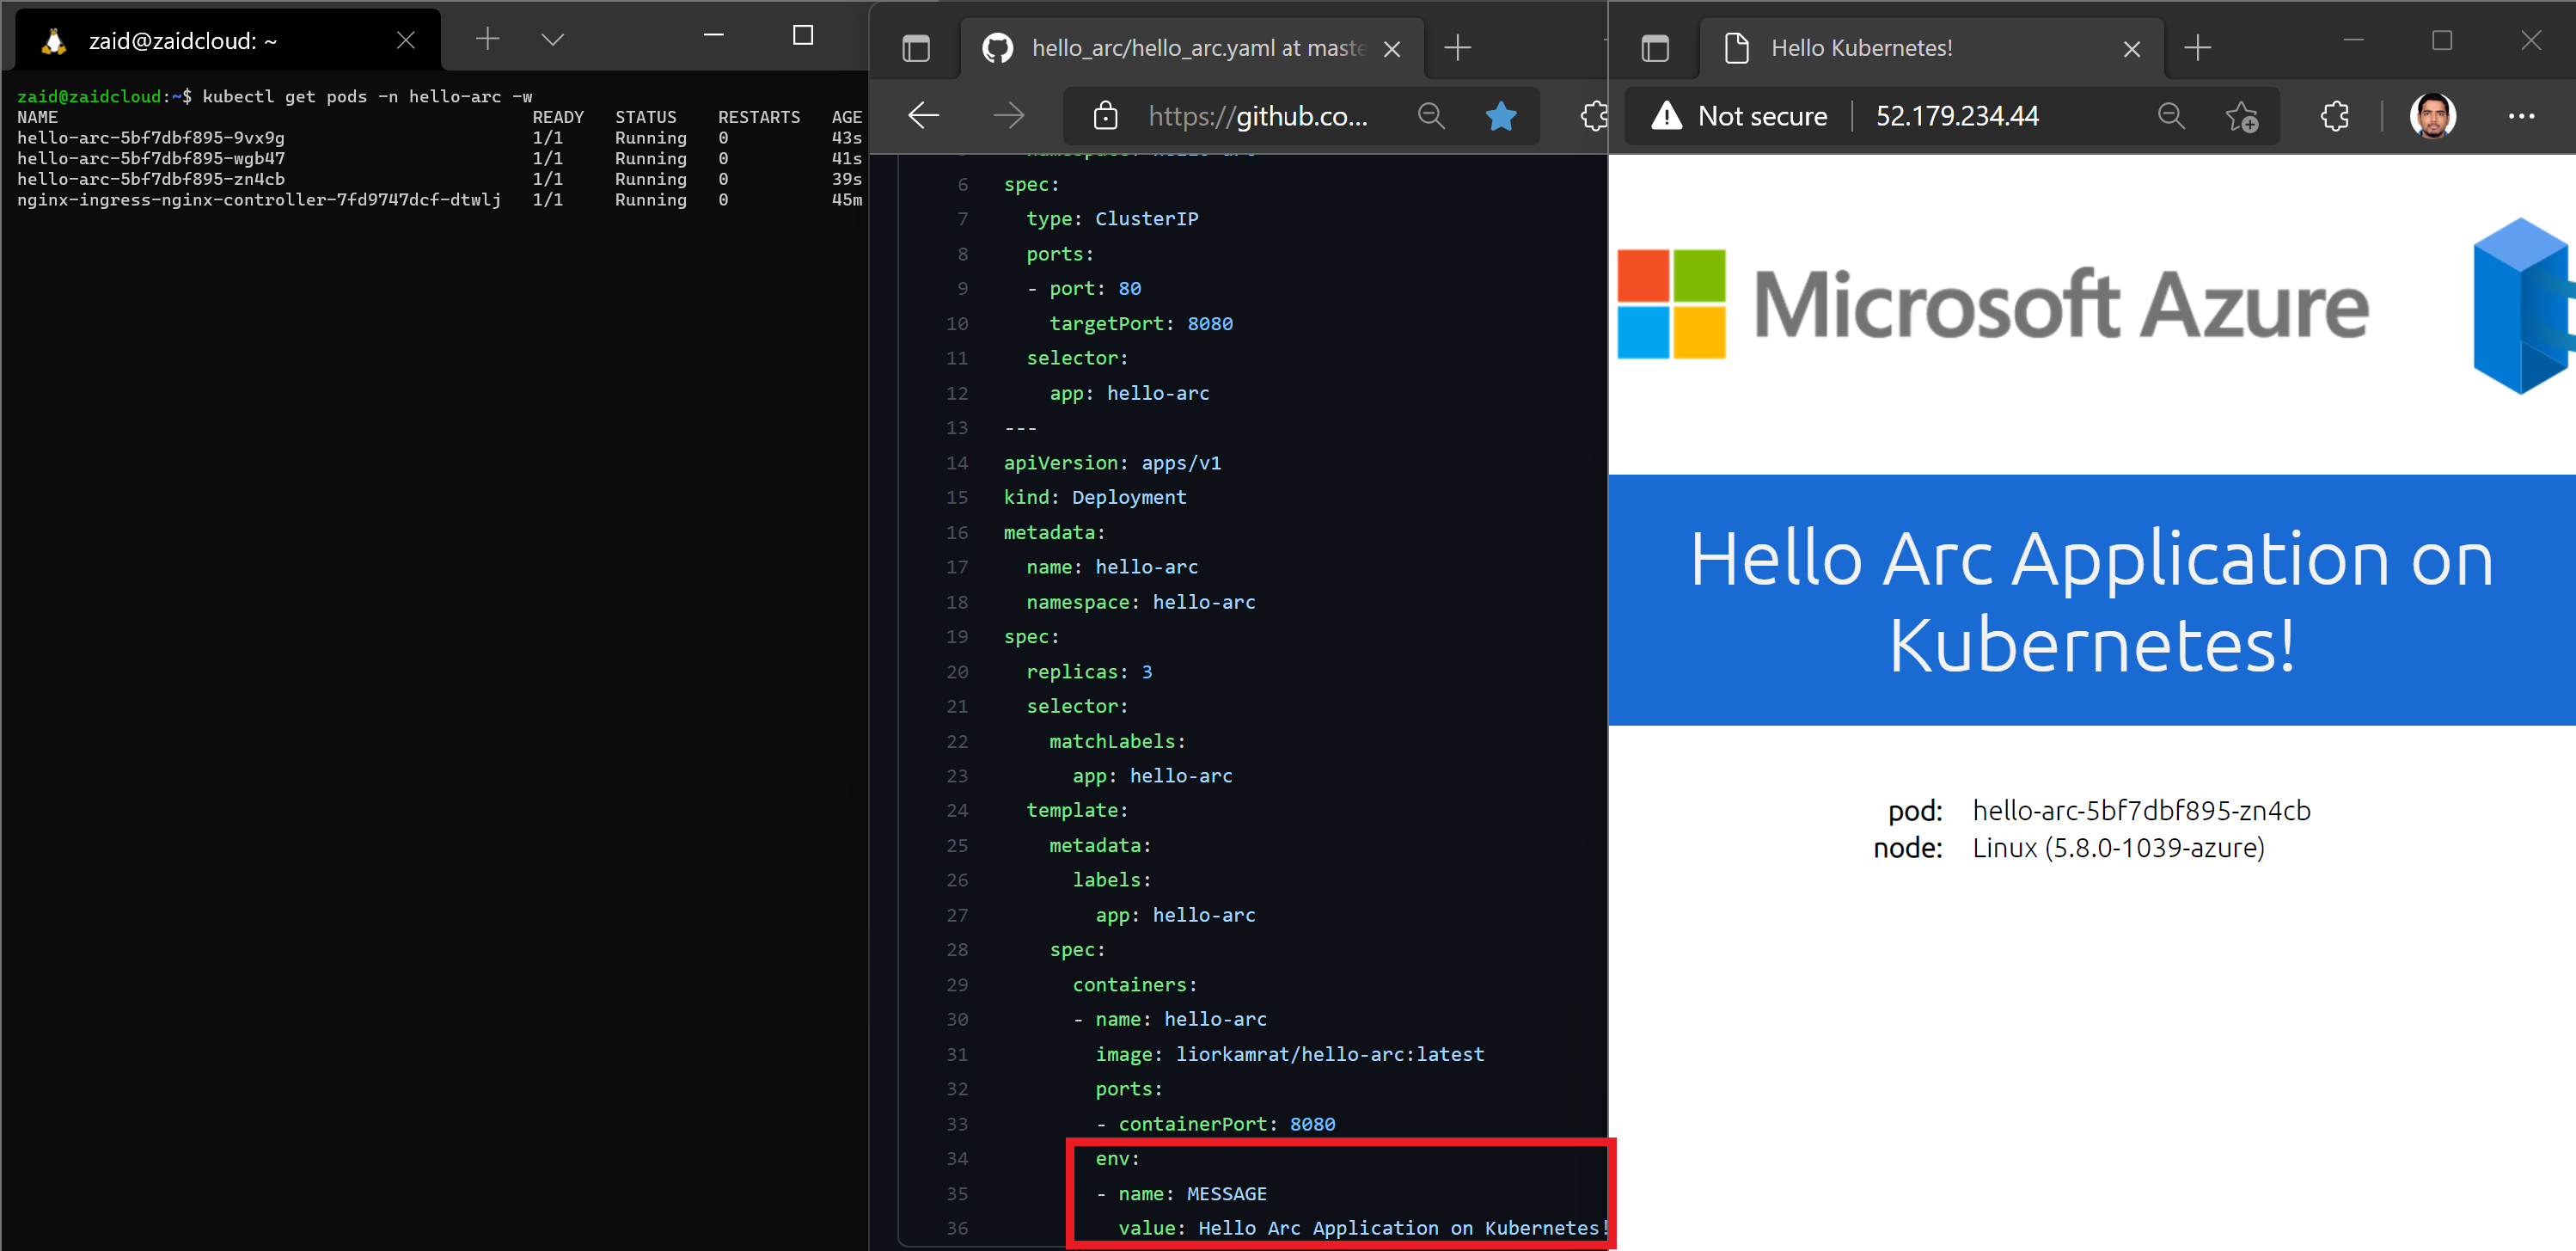 zaid@zaidcloud: ~
zaid@zaidcloud:~$ kubectl get pods -n hello-arc -w
NAME READY STATUS RESTARTS AGE
hello-arc-5bf7dbf895-9vx9g 1/1 Running 0 43s
hello-arc-5bf7dbf895-wgb47 1/1 Running 0 41s
hello-arc-5bf7dbf895-zn4cb 1/1 Running 0 39s
nginx-ingress-nginx-controller-7fd9747dcf-dtwlj 1/1 Running 0 45m
hello_arc/hello_arc.yaml at maste
https://github.co...
6 spec:
7 type: ClusterIP
8 ports:
9 - port: 80
10 targetPort: 8080
11 selector:
12 app: hello-arc
13 ---
14 apiVersion: apps/v1
15 kind: Deployment
16 metadata:
17 name: hello-arc
18 namespace: hello-arc
19 spec:
20 replicas: 3
21 selector:
22 matchLabels:
23 app: hello-arc
24 template:
25 metadata:
26 labels:
27 app: hello-arc
28 spec:
29 containers:
30 - name: hello-arc
31 image: liorkamrat/hello-arc:latest
32 ports:
33 - containerPort: 8080
34 env:
35 - name: MESSAGE
36 value: Hello Arc Application on Kubernetes!
Hello Kubernetes!
Not secure 52.179.234.44
Microsoft Azure
Hello Arc Application on
Kubernetes!
pod: hello-arc-5bf7dbf895-zn4cb
node: Linux (5.8.0-1039-azure)